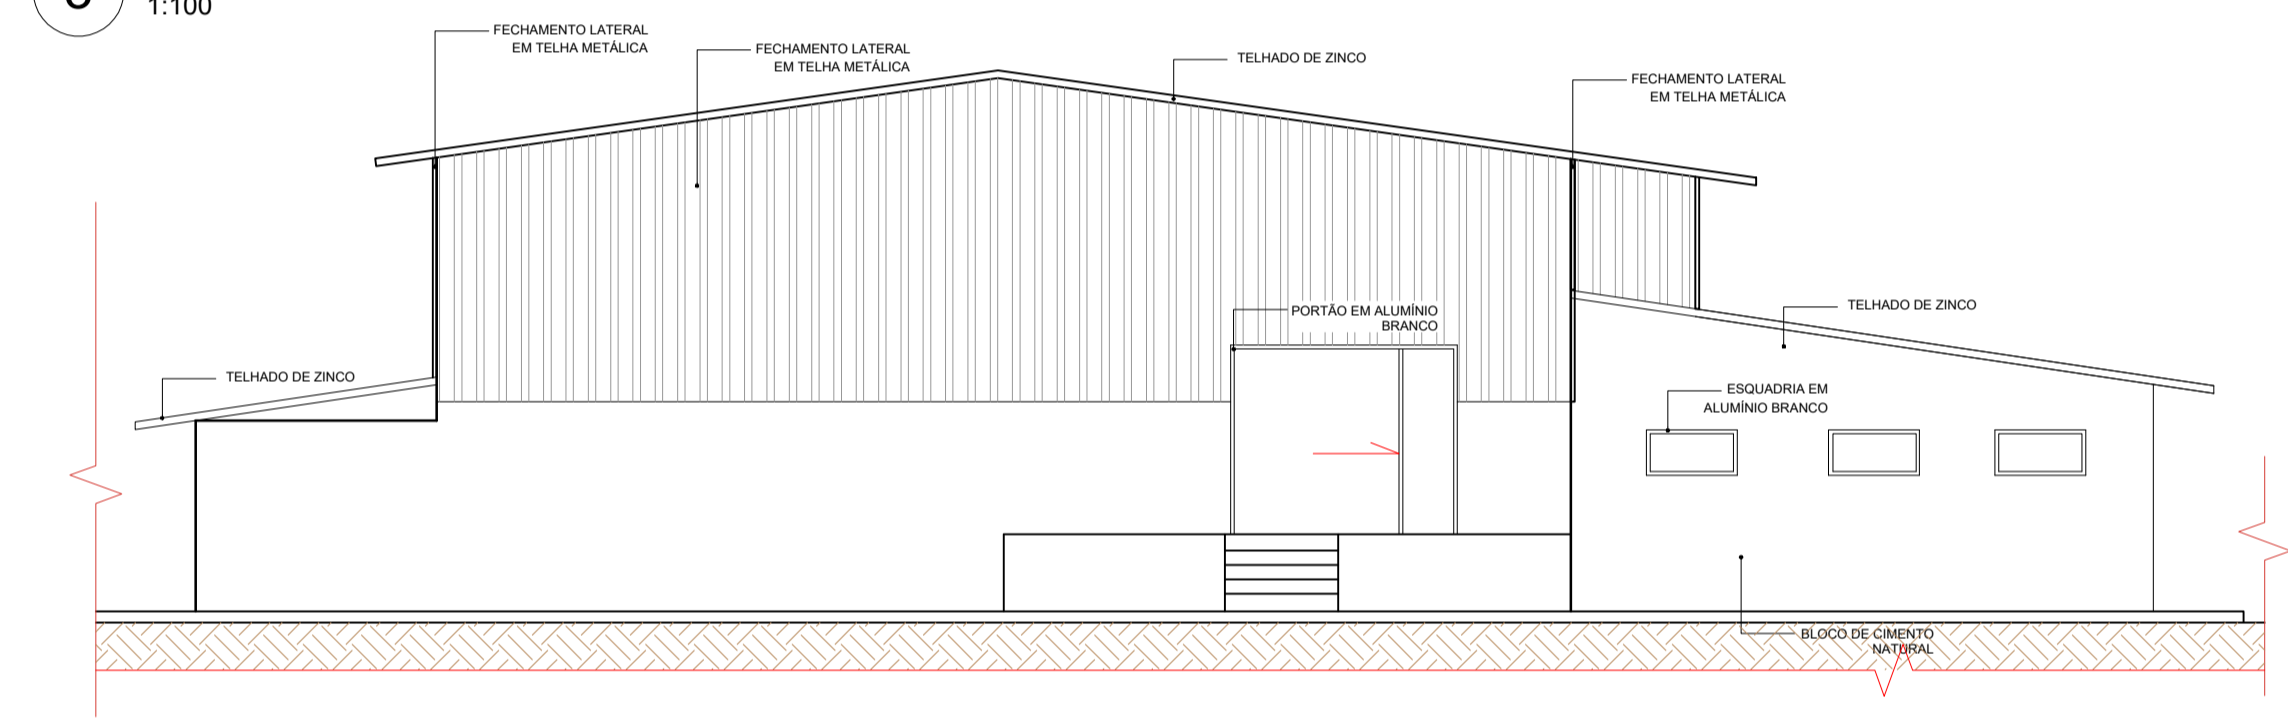 1:100
FECHAMENTO LATERAL
EM TELHA METÁLICA
FECHAMENTO LATERAL
EM TELHA METÁLICA
TELHADO DE ZINCO
FECHAMENTO LATERAL
EM TELHA METÁLICA
PORTÃO EM ALUMÍNIO
BRANCO
TELHADO DE ZINCO
TELHADO DE ZINCO
ESQUADRIA EM
ALUMÍNIO BRANCO
BLOCO DE CIMENTO
NATURAL